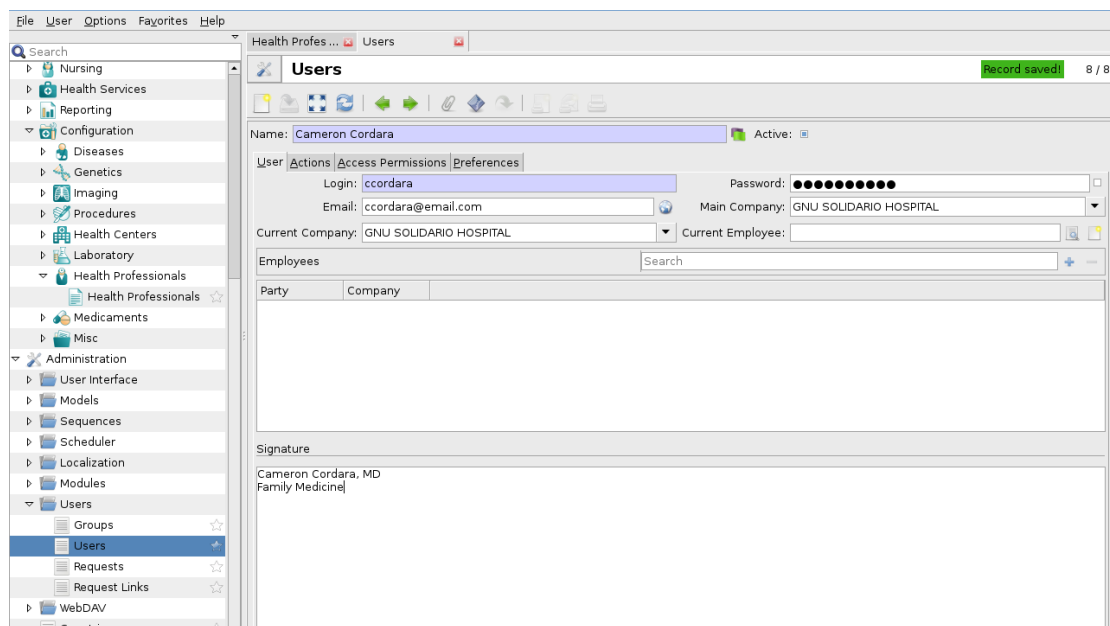 File User Options Favorites Help
Search
Nursing
Health Services
Reporting
Configuration
Diseases
Genetics
Imaging
Procedures
Health Centers
Laboratory
Health Professionals
Health Professionals
Medicaments
Misc
Administration
User Interface
Models
Sequences
Scheduler
Localization
Modules
Users
Groups
Users
Requests
Request Links
WebDAV
Health Profes ... Users
Users Record saved! 8 / 8
Name: Cameron Cordara Active:
User Actions Access Permissions Preferences
Login: ccordara Password: ●●●●●●●●●●
Email: ccordara@email.com Main Company: GNU SOLIDARIO HOSPITAL
Current Company: GNU SOLIDARIO HOSPITAL Current Employee:
Employees Search
Party Company
Signature
Cameron Cordara, MD
Family Medicine